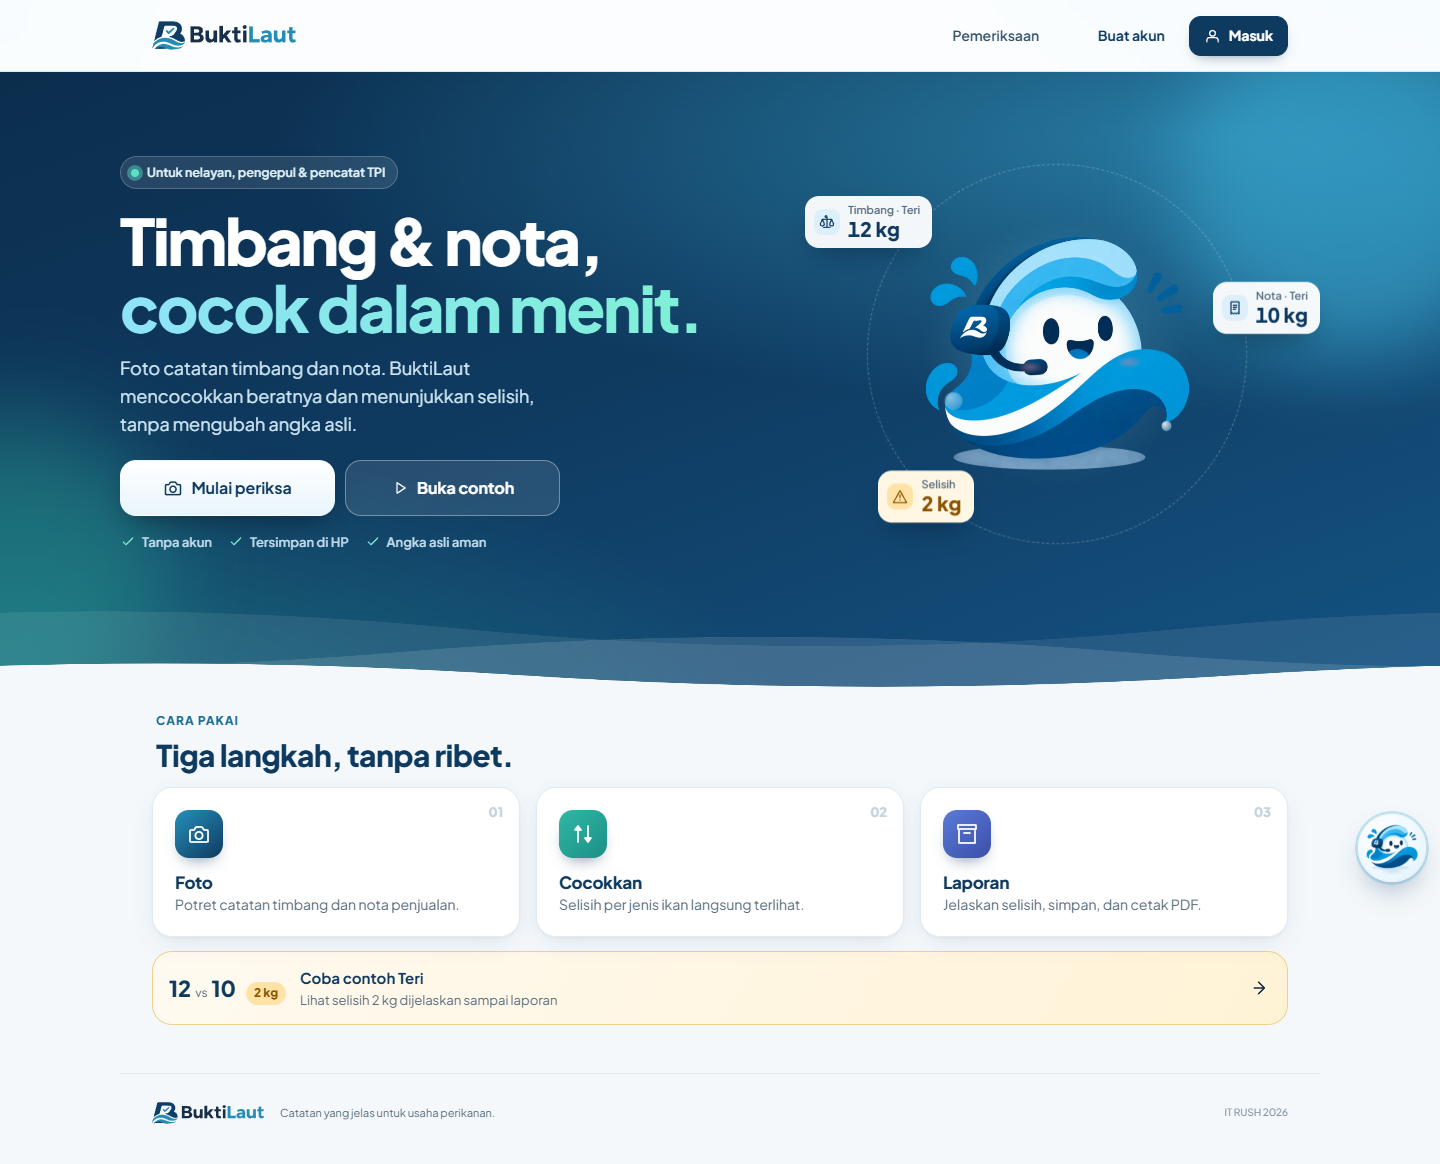 BuktiLaut
Pemeriksaan
Buat akun
Masuk
Untuk nelayan, pengepul & pencatat TPI
Timbang & nota,
cocok dalam menit.
Foto catatan timbang dan nota. BuktiLaut
mencocokkan beratnya dan menunjukkan selisih,
tanpa mengubah angka asli.
Mulai periksa
Buka contoh
Tanpa akun
Tersimpan di HP
Angka asli aman
Timbang · Teri
12 kg
Nota · Teri
10 kg
Selisih
2 kg
CARA PAKAI
Tiga langkah, tanpa ribet.
01
Foto
Potret catatan timbang dan nota penjualan.
02
Cocokkan
Selisih per jenis ikan langsung terlihat.
03
Laporan
Jelaskan selisih, simpan, dan cetak PDF.
12 vs 10 2 kg
Coba contoh Teri
Lihat selisih 2 kg dijelaskan sampai laporan
BuktiLaut
Catatan yang jelas untuk usaha perikanan.
IT RUSH 2026